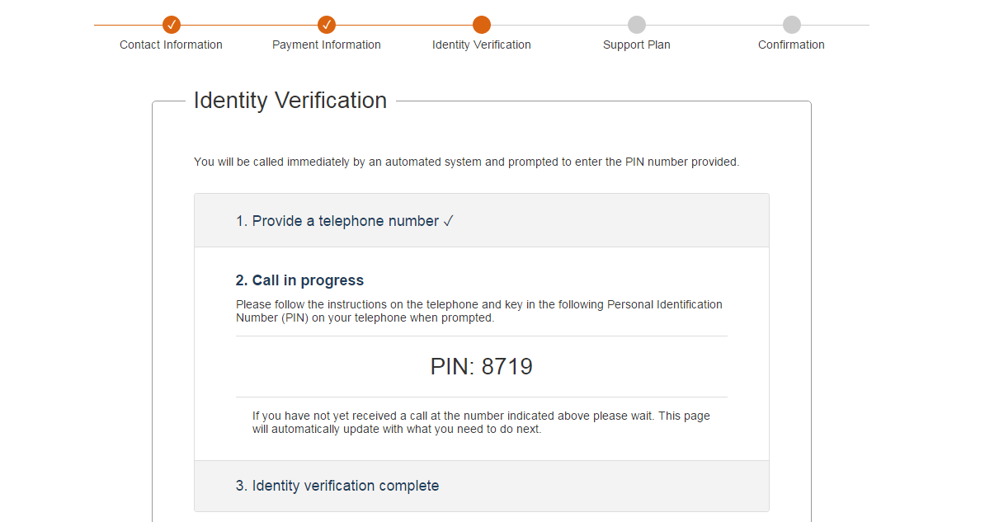 Contact Information
Payment Information
Identity Verification
Support Plan
Confirmation
Identity Verification
You will be called immediately by an automated system and prompted to enter the PIN number provided.
1. Provide a telephone number ✓
2. Call in progress
Please follow the instructions on the telephone and key in the following Personal Identification
Number (PIN) on your telephone when prompted.
PIN: 8719
If you have not yet received a call at the number indicated above please wait. This page
will automatically update with what you need to do next.
3. Identity verification complete